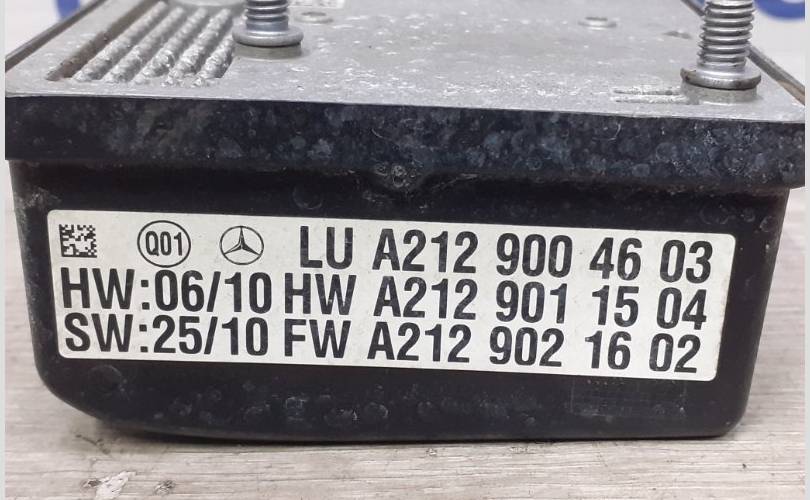 Q01 LU A212 900 46 03
HW:06/10 HW A212 901 15 04
SW:25/10 FW A212 902 16 02